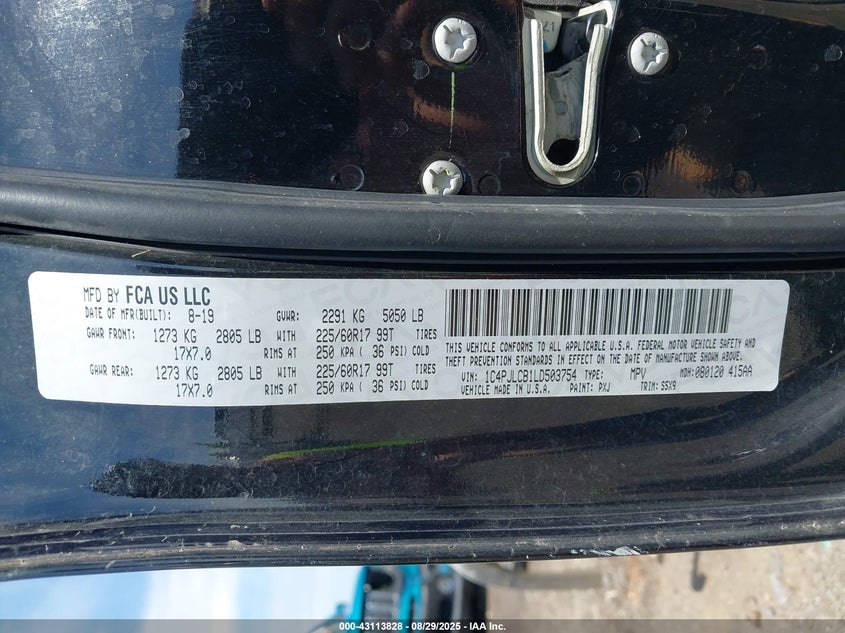 MFD BY FCA US LLC
DATE OF MFR(BUILT): 8-19 GVWR: 2291 KG 5050 LB
GAWR FRONT: 1273 KG 2805 LB WITH 225/60R17 99T TIRES
17X7.0 RIMS AT 250 KPA ( 36 PSI) COLD
GAWR REAR: 1273 KG 2805 LB WITH 225/60R17 99T TIRES
17X7.0 RIMS AT 250 KPA ( 36 PSI) COLD
THIS VEHICLE CONFORMS TO ALL APPLICABLE U.S.A. FEDERAL MOTOR VEHICLE SAFETY AND
THEFT PREVENTION STANDARDS IN EFFECT ON THE DATE OF MANUFACTURE SHOWN ABOVE.
VIN: 1C4PJLCB1LD503754 TYPE: MPV MDH: 080120 415AA
VEHICLE MADE IN U.S.A. PAINT: PXJ TRIM: S5X9
000-43113828 - 08/29/2025 - www.iaai.com